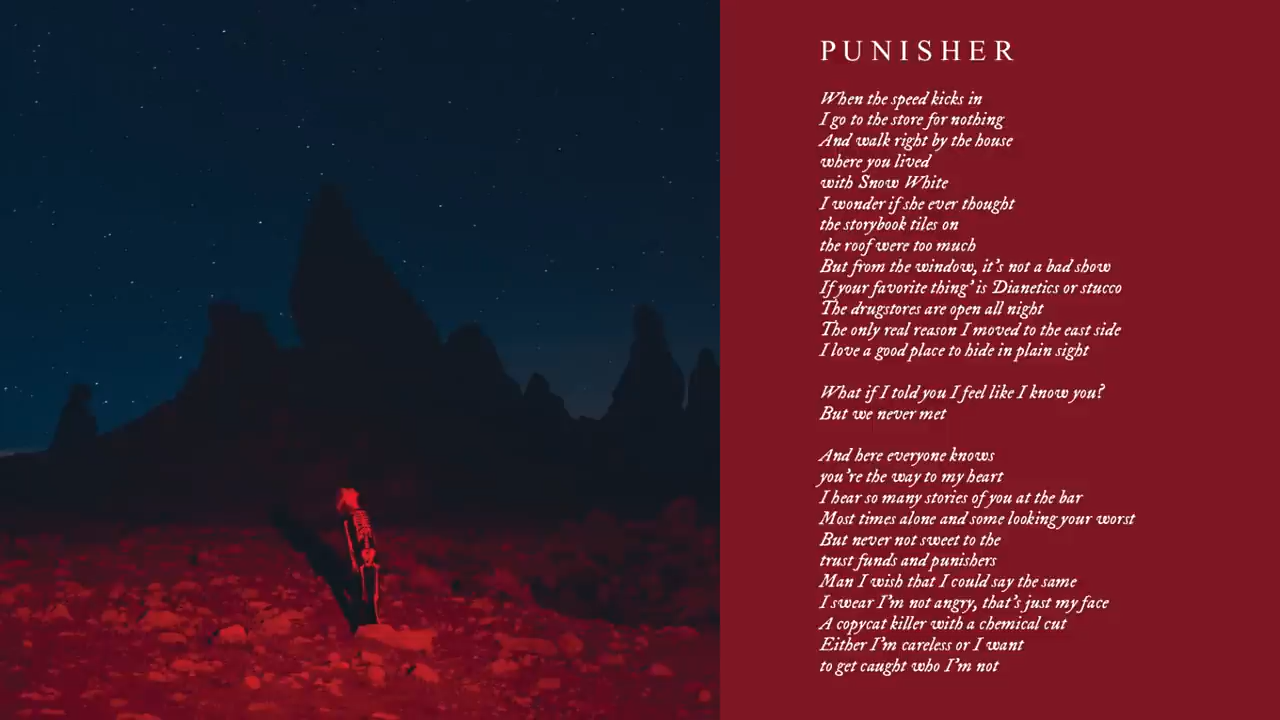 PUNISHER
When the speed kicks in
I go to the store for nothing
And walk right by the house
where you lived
with Snow White
I wonder if she ever thought
the storybook tiles on
the roof were too much
But from the window, it's not a bad show
If your favorite thing' is Dianetics or stucco
The drugstores are open all night
The only real reason I moved to the east side
I love a good place to hide in plain sight
What if I told you I feel like I know you?
But we never met
And here everyone knows
you're the way to my heart
I hear so many stories of you at the bar
Most times alone and some looking your worst
But never not sweet to the
trust funds and punishers
Man I wish that I could say the same
I swear I'm not angry, that's just my face
A copycat killer with a chemical cut
Either I'm careless or I want
to get caught who I'm not